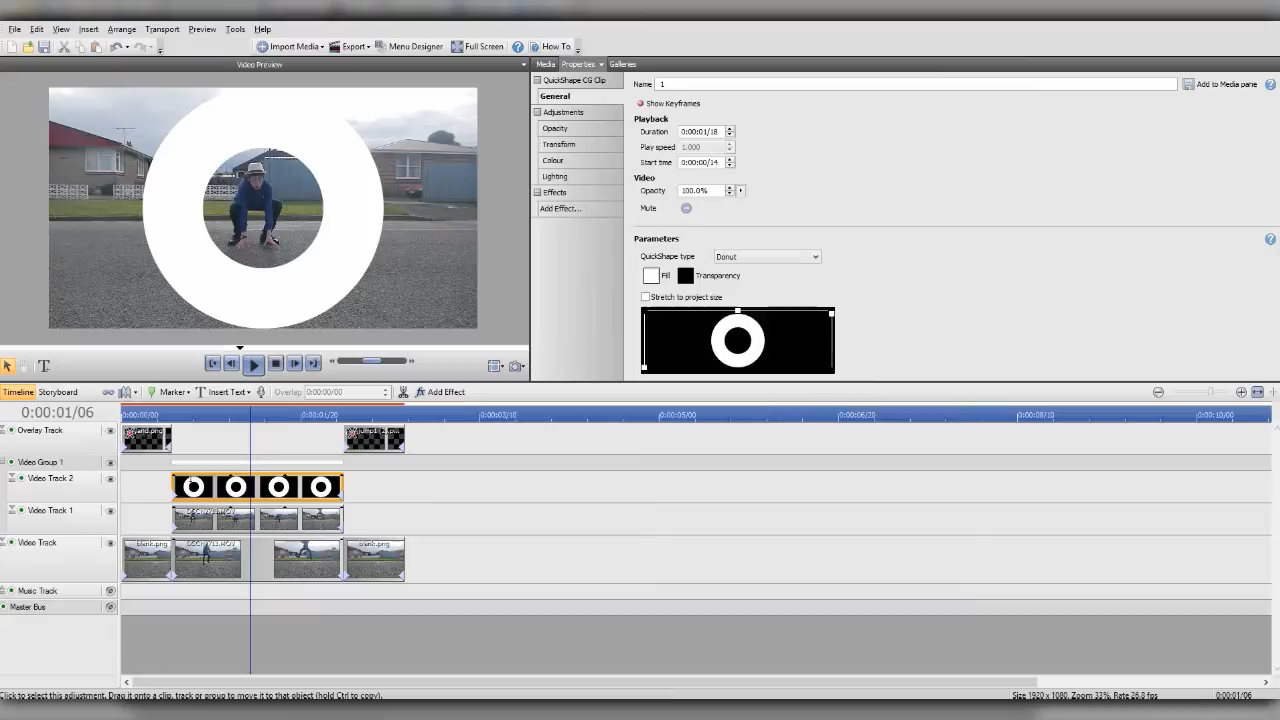 File Edit View Insert Arrange Transport Preview Tools Help
Import Media Export Menu Designer Full Screen How To
Video Preview
Media Properties Galleries
QuickShape CG Clip
General
Adjustments
Opacity
Transform
Colour
Lighting
Effects
Add Effect...
Name 1 Add to Media pane
Show Keyframes
Playback
Duration 0:00:01/18
Play speed 1.000
Start time 0:00:00/14
Video
Opacity 100.0%
Mute
Parameters
QuickShape type Donut
Fill Transparency
Stretch to project size
Timeline Storyboard Marker Insert Text Overlap 0:00:00/00 Add Effect
0:00:01/06 0:00:00/00 0:00:01/20 0:00:03/10 0:00:05/00 0:00:06/20 0:00:08/10 0:00:10/00
Overlay Track
Video Group 1
Video Track 2
Video Track 1
Video Track blank.png blank.png
Music Track
Master Bus
Click to select this adjustment. Drag it onto a clip, track or group to move it to that object (hold Ctrl to copy). Size 1920 x 1080, Zoom 33%, Rate 26.8 fps 0:00:01/06